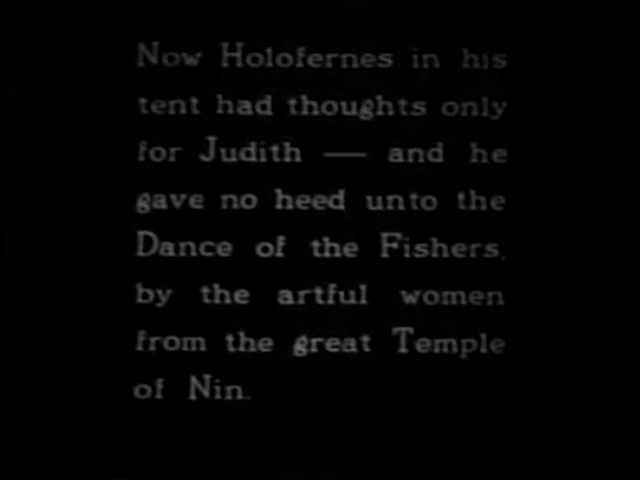 Now Holofernes in his
tent had thoughts only
for Judith — and he
gave no heed unto the
Dance of the Fishers,
by the artful women
from the great Temple
of Nin.